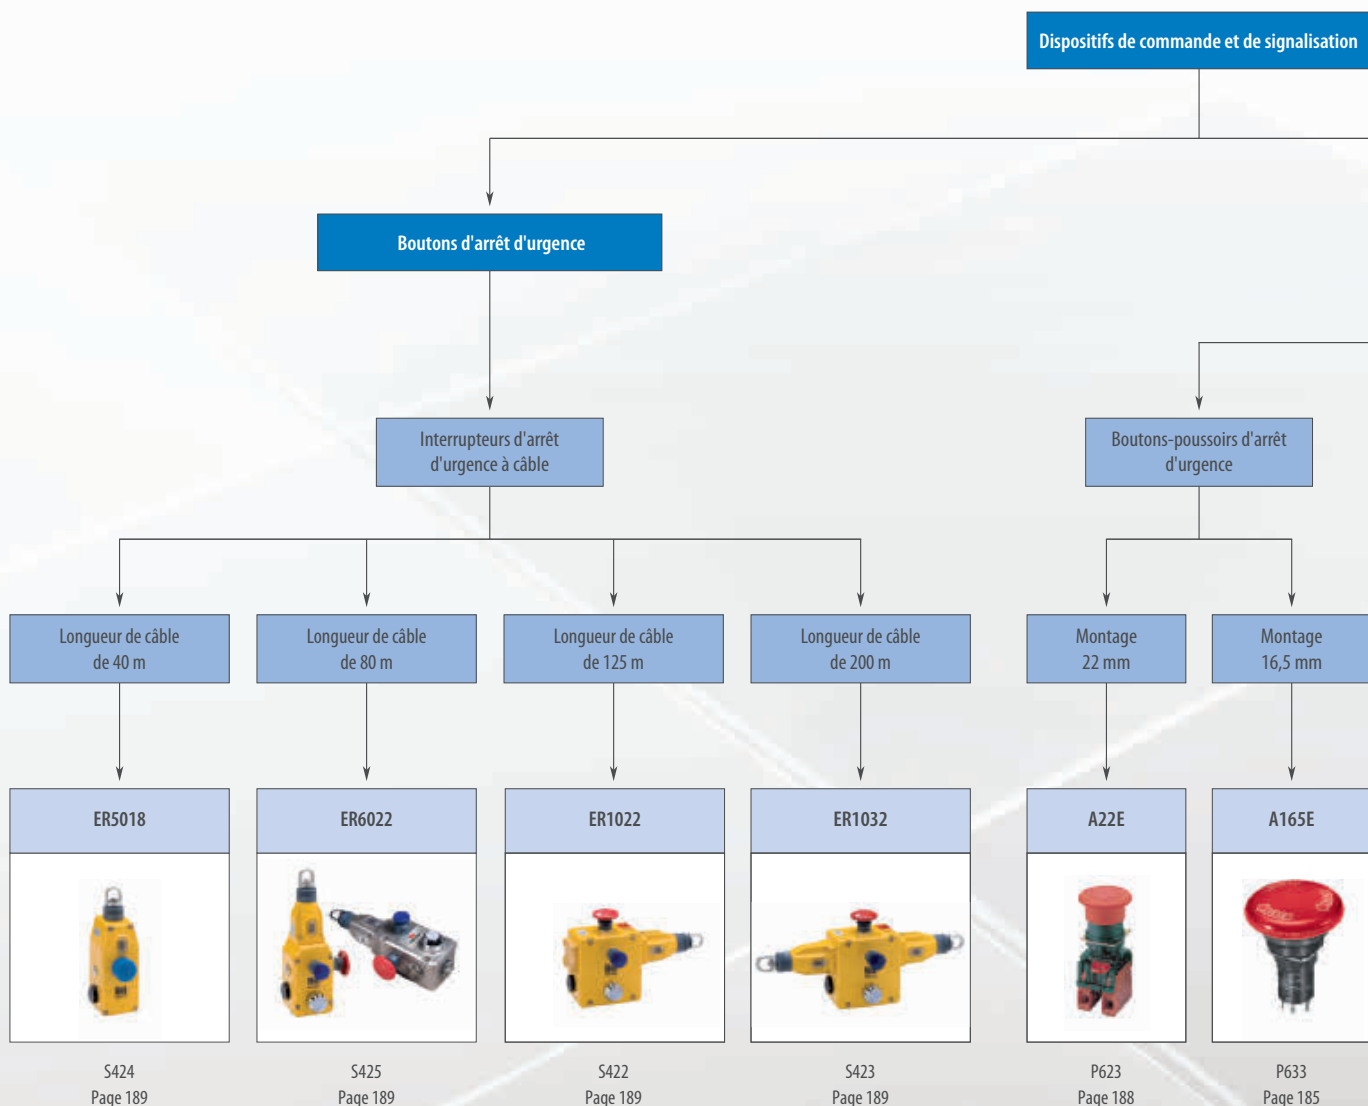 Dispositifs de commande et de signalisation
Boutons d'arrêt d'urgence
Interrupteurs d'arrêt
d'urgence à câble
Boutons-poussoirs d'arrêt
d'urgence
Longueur de câble
de 40 m
Longueur de câble
de 80 m
Longueur de câble
de 125 m
Longueur de câble
de 200 m
Montage
22 mm
Montage
16,5 mm
ER5018
ER6022
ER1022
ER1032
A22E
A165E
S424
Page 189
S425
Page 189
S422
Page 189
S423
Page 189
P623
Page 188
P633
Page 185